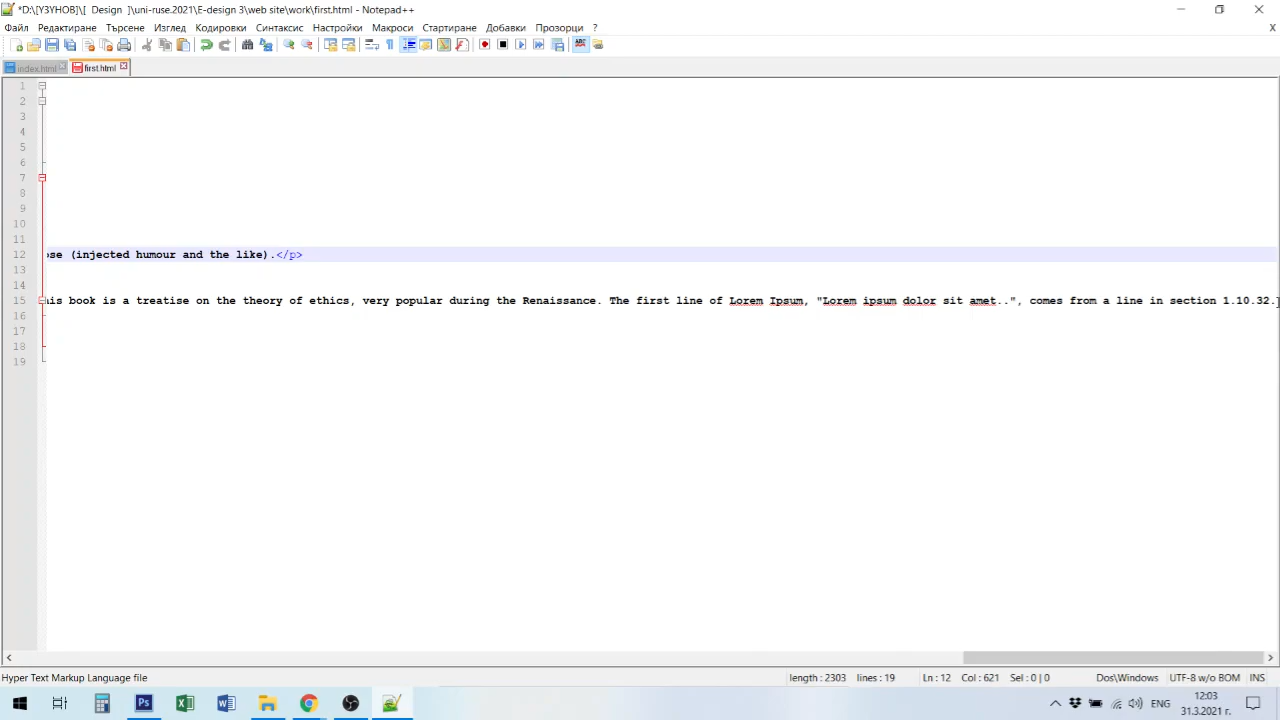 *D:\[УЗУНОВ]\[ Design ]\uni-ruse.2021\E-design 3\web site\work\first.html - Notepad++
Файл Редактиране Търсене Изглед Кодировки Синтаксис Настройки Макроси Стартиране Добавки Прозорци ? X
index.html first.html
1
2
3
4
5
6
7
8
9
10
11
12 ose (injected humour and the like).</p>
13
14
15 his book is a treatise on the theory of ethics, very popular during the Renaissance. The first line of Lorem Ipsum, "Lorem ipsum dolor sit amet..", comes from a line in section 1.10.32.
16
17
18
19
Hyper Text Markup Language file length : 2303 lines : 19 Ln : 12 Col : 621 Sel : 0 | 0 Dos\Windows UTF-8 w/o BOM INS
12:03
ENG
31.3.2021 г.